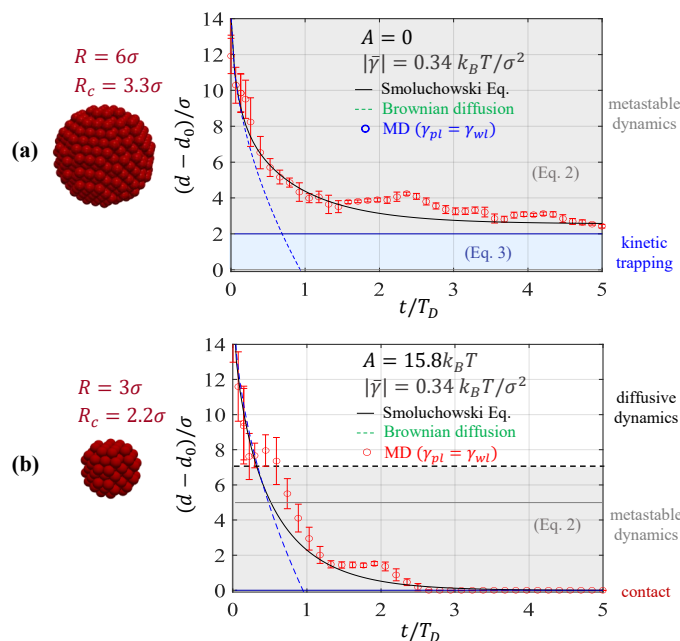 (a)
R = 6σ
R_c = 3.3σ
(d − d_0)/σ
14
12
10
8
6
4
2
0
A = 0
|γ̄| = 0.34 k_BT/σ²
Smoluchowski Eq.
Brownian diffusion
MD (γ_pl = γ_wl)
(Eq. 2)
(Eq. 3)
metastable
dynamics
kinetic
trapping
0 1 2 3 4 5
t/T_D
(b)
R = 3σ
R_c = 2.2σ
(d − d_0)/σ
14
12
10
8
6
4
2
0
A = 15.8k_BT
|γ̄| = 0.34 k_BT/σ²
Smoluchowski Eq.
Brownian diffusion
MD (γ_pl = γ_wl)
(Eq. 2)
diffusive
dynamics
metastable
dynamics
contact
0 1 2 3 4 5
t/T_D